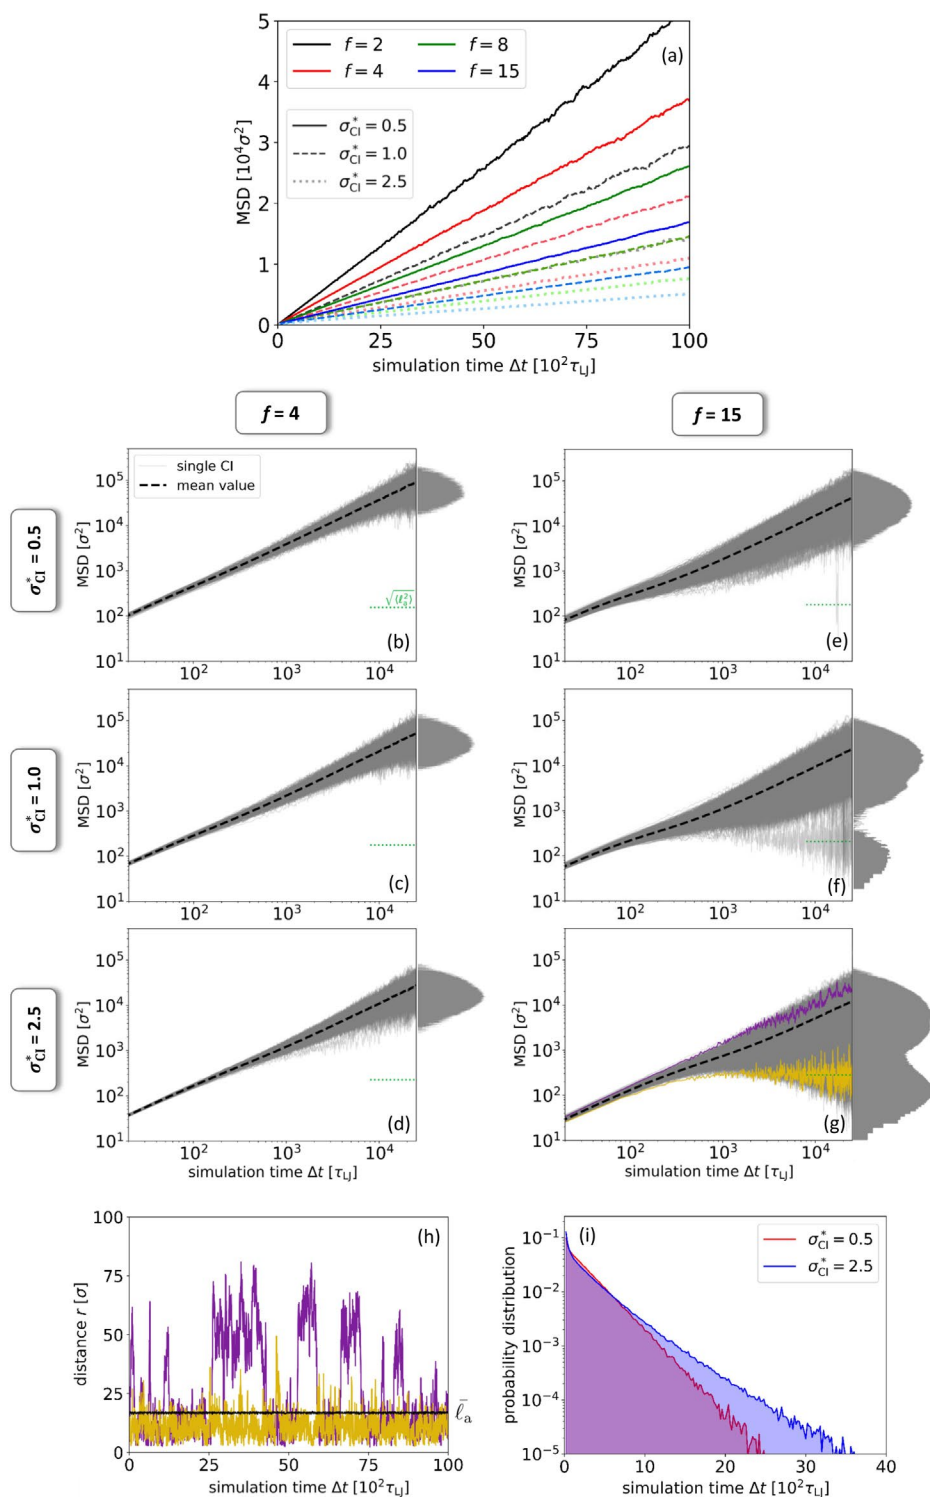 5
4
3
2
1
0
MSD [10⁴σ²]
f = 2
f = 4
f = 8
f = 15
(a)
σ*CI = 0.5
σ*CI = 1.0
σ*CI = 2.5
0 25 50 75 100
simulation time Δt [10²τLJ]
f = 4
f = 15
σ*CI = 0.5
MSD [σ²]
10⁵
10⁴
10³
10²
10¹
single CI
mean value
√⟨ℓₐ²⟩
(b)
10² 10³ 10⁴
MSD [σ²]
10⁵
10⁴
10³
10²
10¹
(e)
10² 10³ 10⁴
σ*CI = 1.0
MSD [σ²]
10⁵
10⁴
10³
10²
10¹
(c)
10² 10³ 10⁴
MSD [σ²]
10⁵
10⁴
10³
10²
10¹
(f)
10² 10³ 10⁴
σ*CI = 2.5
MSD [σ²]
10⁵
10⁴
10³
10²
10¹
(d)
10² 10³ 10⁴
simulation time Δt [τLJ]
MSD [σ²]
10⁵
10⁴
10³
10²
10¹
(g)
10² 10³ 10⁴
simulation time Δt [τLJ]
distance r [σ]
100
75
50
25
0
(h)
ℓ̄ₐ
0 25 50 75 100
simulation time Δt [10²τLJ]
probability distribution
10⁻¹
10⁻²
10⁻³
10⁻⁴
10⁻⁵
(i)
σ*CI = 0.5
σ*CI = 2.5
0 10 20 30 40
simulation time Δt [10²τLJ]